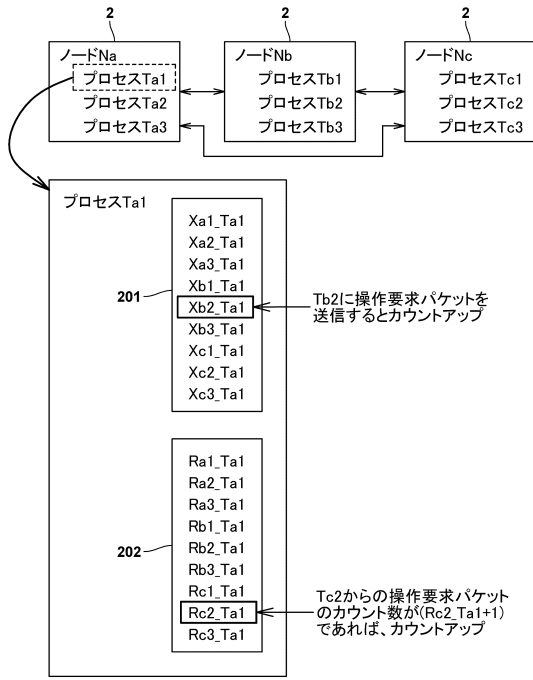 2
2
2
ノードNa
プロセスTa1
プロセスTa2
プロセスTa3
ノードNb
プロセスTb1
プロセスTb2
プロセスTb3
ノードNc
プロセスTc1
プロセスTc2
プロセスTc3
プロセスTa1
201
Xa1_Ta1
Xa2_Ta1
Xa3_Ta1
Xb1_Ta1
Xb2_Ta1
Xb3_Ta1
Xc1_Ta1
Xc2_Ta1
Xc3_Ta1
Tb2に操作要求パケットを
送信するとカウントアップ
202
Ra1_Ta1
Ra2_Ta1
Ra3_Ta1
Rb1_Ta1
Rb2_Ta1
Rb3_Ta1
Rc1_Ta1
Rc2_Ta1
Rc3_Ta1
Tc2からの操作要求パケット
のカウント数が(Rc2_Ta1+1)
であれば、カウントアップ